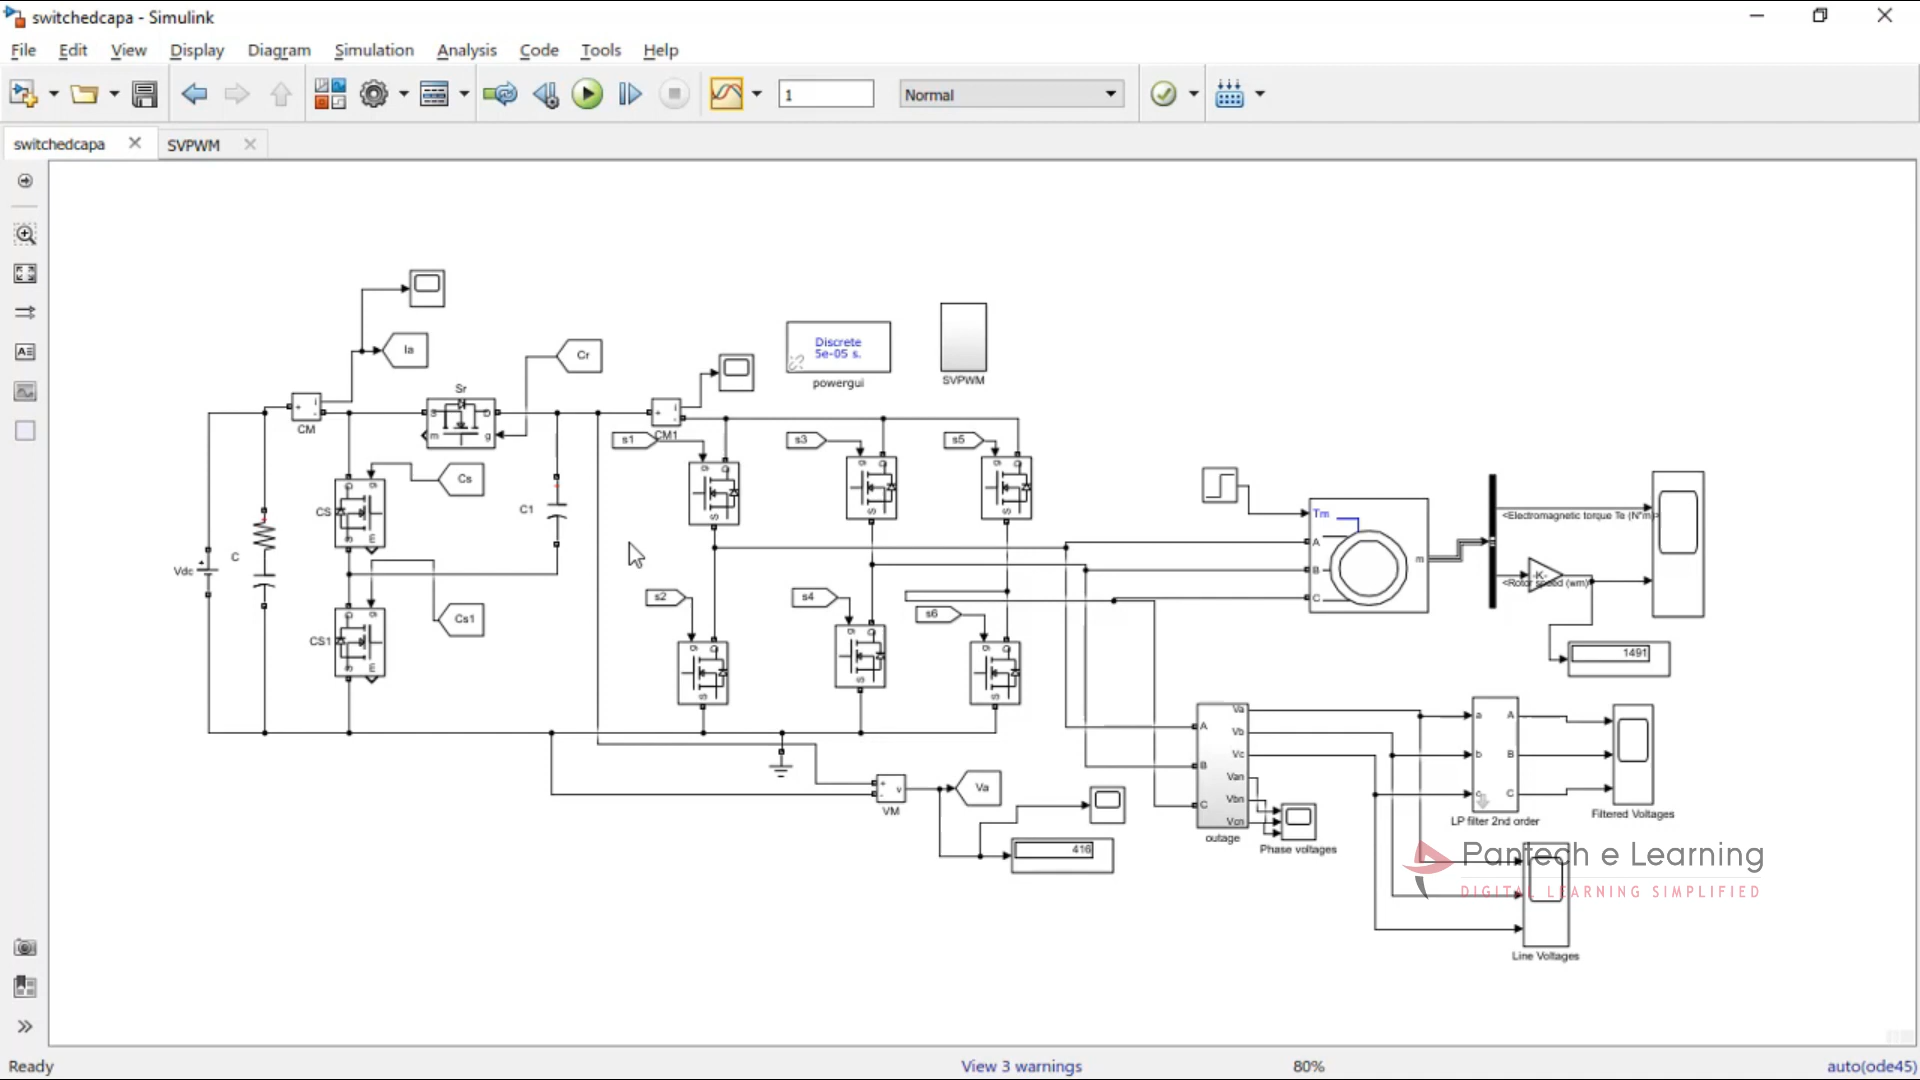 switchedcapa - Simulink
File Edit View Display Diagram Simulation Analysis Code Tools Help
1
Normal
switchedcapa
SVPWM
Ia
Cr
Discrete
5e-05 s.
powergui
SVPWM
Sr
CM
CM1
s1
s3
s5
Cs
CS
C1
Vdc
C
Cs1
CS1
s2
s4
s6
Tm
A
B
C
m
<Electromagnetic torque Te (N*m)>
-K-
<Rotor speed (wm)>
1491
VM
Va
416
A
B
C
Va
Vb
Vc
Van
Vbn
Vcn
outage
Phase voltages
a
b
c
A
B
C
LP filter 2nd order
Filtered Voltages
Pantech e Learning
DIGITAL LEARNING SIMPLIFIED
Line Voltages
Ready
View 3 warnings
80%
auto(ode45)